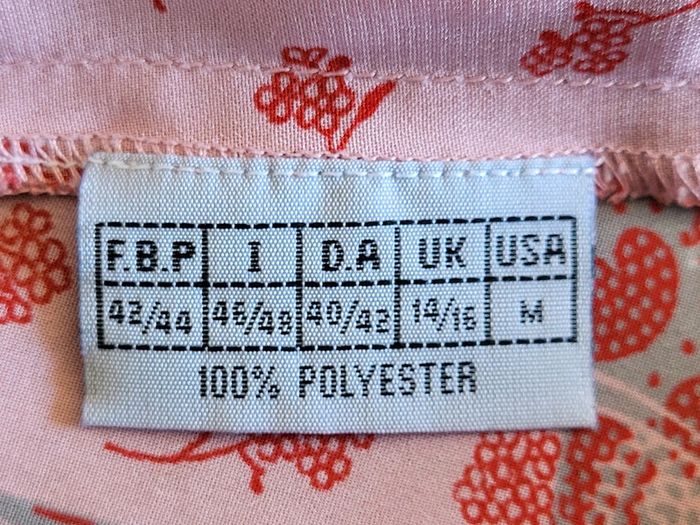 F.B.P I D.A UK USA
42/44 46/48 40/42 14/16 M
100% POLYESTER